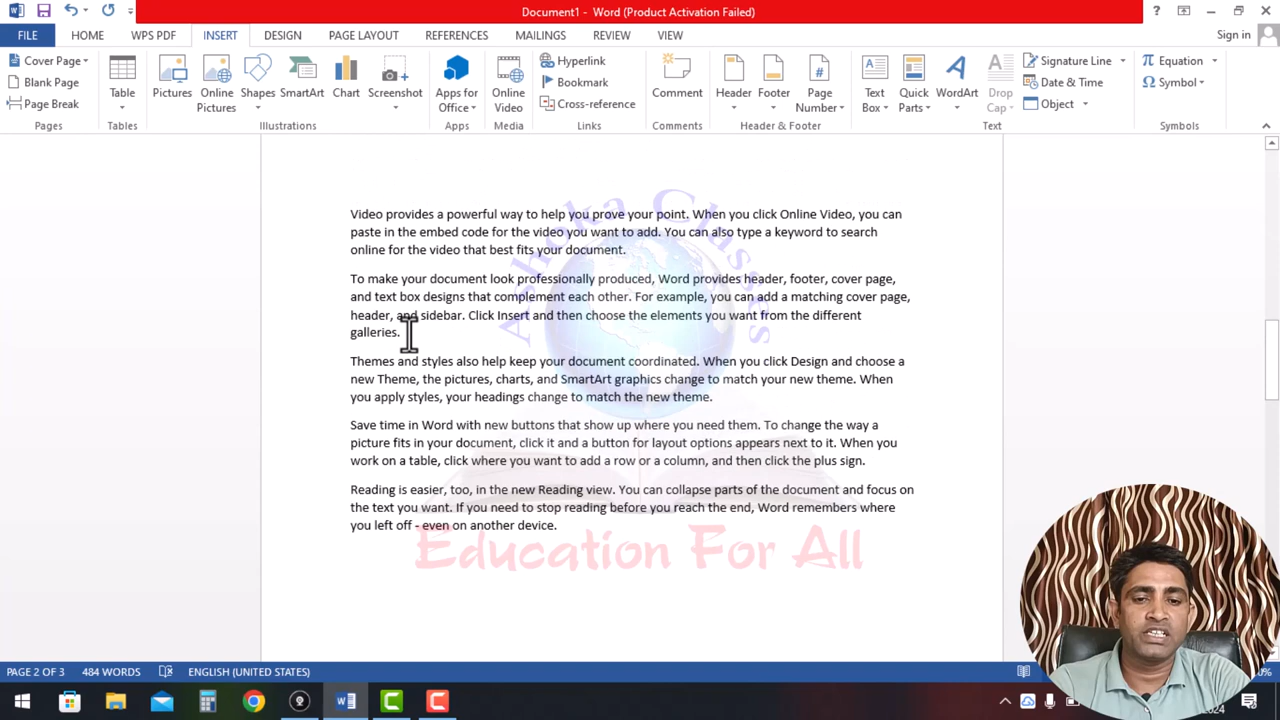 Document1 - Word (Product Activation Failed)
FILE HOME WPS PDF INSERT DESIGN PAGE LAYOUT REFERENCES MAILINGS REVIEW VIEW Sign in
Cover Page
Blank Page
Page Break
Pages
Table
Tables
Pictures
Online Pictures
Shapes
SmartArt
Chart
Screenshot
Illustrations
Apps for Office
Apps
Online Video
Media
Hyperlink
Bookmark
Cross-reference
Links
Comment
Comments
Header
Footer
Page Number
Header & Footer
Text Box
Quick Parts
WordArt
Drop Cap
Signature Line
Date & Time
Object
Text
Equation
Symbol
Symbols
Ashoka Classes
Video provides a powerful way to help you prove your point. When you click Online Video, you can
paste in the embed code for the video you want to add. You can also type a keyword to search
online for the video that best fits your document.
To make your document look professionally produced, Word provides header, footer, cover page,
and text box designs that complement each other. For example, you can add a matching cover page,
header, and sidebar. Click Insert and then choose the elements you want from the different
galleries.
Themes and styles also help keep your document coordinated. When you click Design and choose a
new Theme, the pictures, charts, and SmartArt graphics change to match your new theme. When
you apply styles, your headings change to match the new theme.
Save time in Word with new buttons that show up where you need them. To change the way a
picture fits in your document, click it and a button for layout options appears next to it. When you
work on a table, click where you want to add a row or a column, and then click the plus sign.
Reading is easier, too, in the new Reading view. You can collapse parts of the document and focus on
the text you want. If you need to stop reading before you reach the end, Word remembers where
you left off - even on another device.
Education For All
PAGE 2 OF 3 484 WORDS ENGLISH (UNITED STATES)